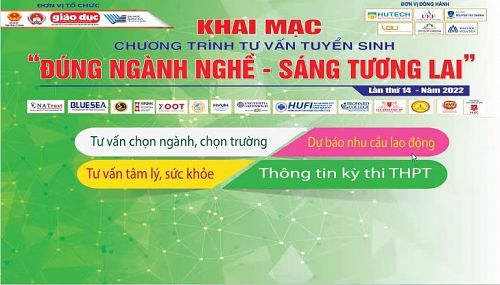 ĐƠN VỊ TỔ CHỨC
giáo dục
KHAI MẠC
ĐƠN VỊ ĐỒNG HÀNH
HUTECH
UEF
CHƯƠNG TRÌNH TƯ VẤN TUYỂN SINH
"ĐÚNG NGÀNH NGHỀ - SÁNG TƯƠNG LAI"
Lần thứ 14 - Năm 2022
NATrust
BLUESEA
YOOT
HUFI
Tư vấn chọn ngành, chọn trường
Dự báo nhu cầu lao động
Tư vấn tâm lý, sức khỏe
Thông tin kỳ thi THPT